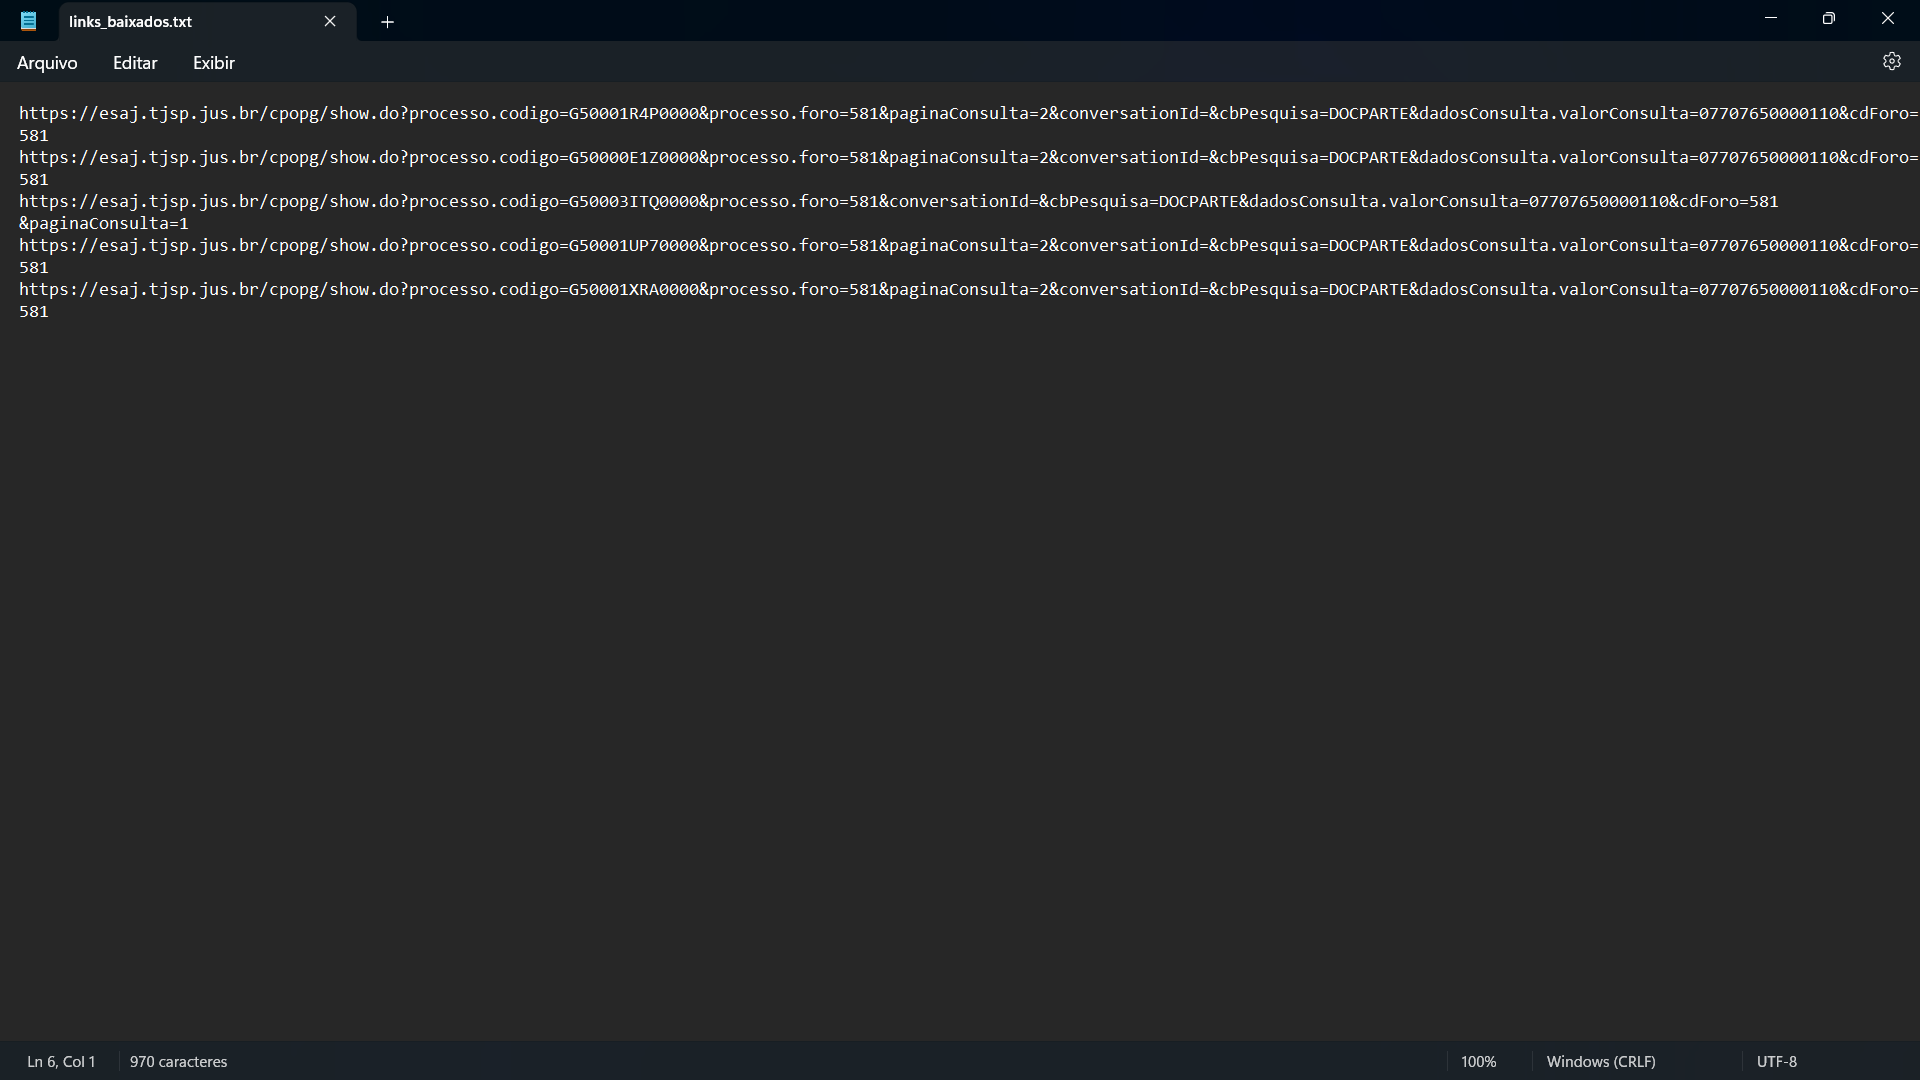 links_baixados.txt
Arquivo Editar Exibir
https://esaj.tjsp.jus.br/cpopg/show.do?processo.codigo=G50001R4P0000&processo.foro=581&paginaConsulta=2&conversationId=&cbPesquisa=DOCPARTE&dadosConsulta.valorConsulta=07707650000110&cdForo=
581
https://esaj.tjsp.jus.br/cpopg/show.do?processo.codigo=G50000E1Z0000&processo.foro=581&paginaConsulta=2&conversationId=&cbPesquisa=DOCPARTE&dadosConsulta.valorConsulta=07707650000110&cdForo=
581
https://esaj.tjsp.jus.br/cpopg/show.do?processo.codigo=G50003ITQ0000&processo.foro=581&conversationId=&cbPesquisa=DOCPARTE&dadosConsulta.valorConsulta=07707650000110&cdForo=581
&paginaConsulta=1
https://esaj.tjsp.jus.br/cpopg/show.do?processo.codigo=G50001UP70000&processo.foro=581&paginaConsulta=2&conversationId=&cbPesquisa=DOCPARTE&dadosConsulta.valorConsulta=07707650000110&cdForo=
581
https://esaj.tjsp.jus.br/cpopg/show.do?processo.codigo=G50001XRA0000&processo.foro=581&paginaConsulta=2&conversationId=&cbPesquisa=DOCPARTE&dadosConsulta.valorConsulta=07707650000110&cdForo=
581
Ln 6, Col 1 970 caracteres 100% Windows (CRLF) UTF-8